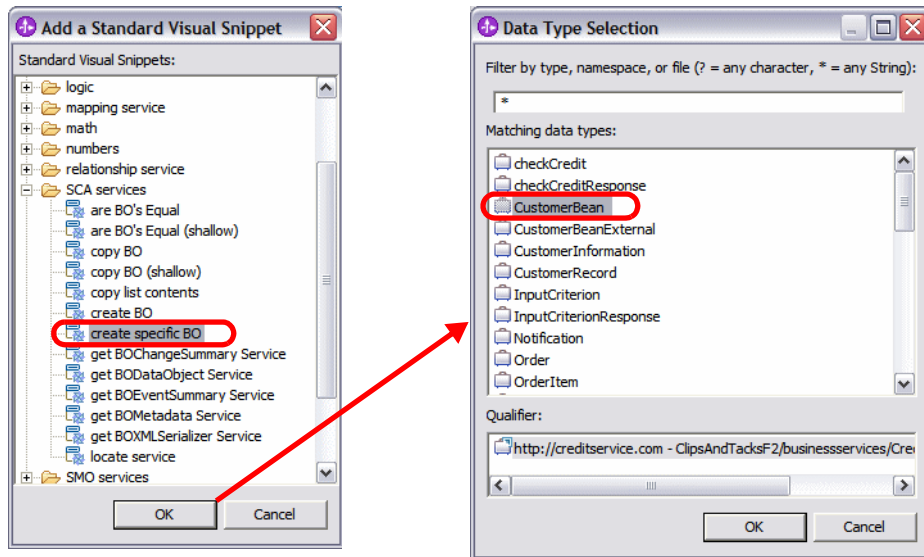 Add a Standard Visual Snippet
Standard Visual Snippets:
logic
mapping service
math
numbers
relationship service
SCA services
are BO's Equal
are BO's Equal (shallow)
copy BO
copy BO (shallow)
copy list contents
create BO
create specific BO
get BOChangeSummary Service
get BODataObject Service
get BOEventSummary Service
get BOMetadata Service
get BOXMLSerializer Service
locate service
SMO services
OK Cancel
Data Type Selection
Filter by type, namespace, or file (? = any character, * = any String):
*
Matching data types:
checkCredit
checkCreditResponse
CustomerBean
CustomerBeanExternal
CustomerInformation
CustomerRecord
InputCriterion
InputCriterionResponse
Notification
Order
OrderItem
Qualifier:
http://creditservice.com - ClipsAndTacksF2/businessservices/Cre
OK Cancel